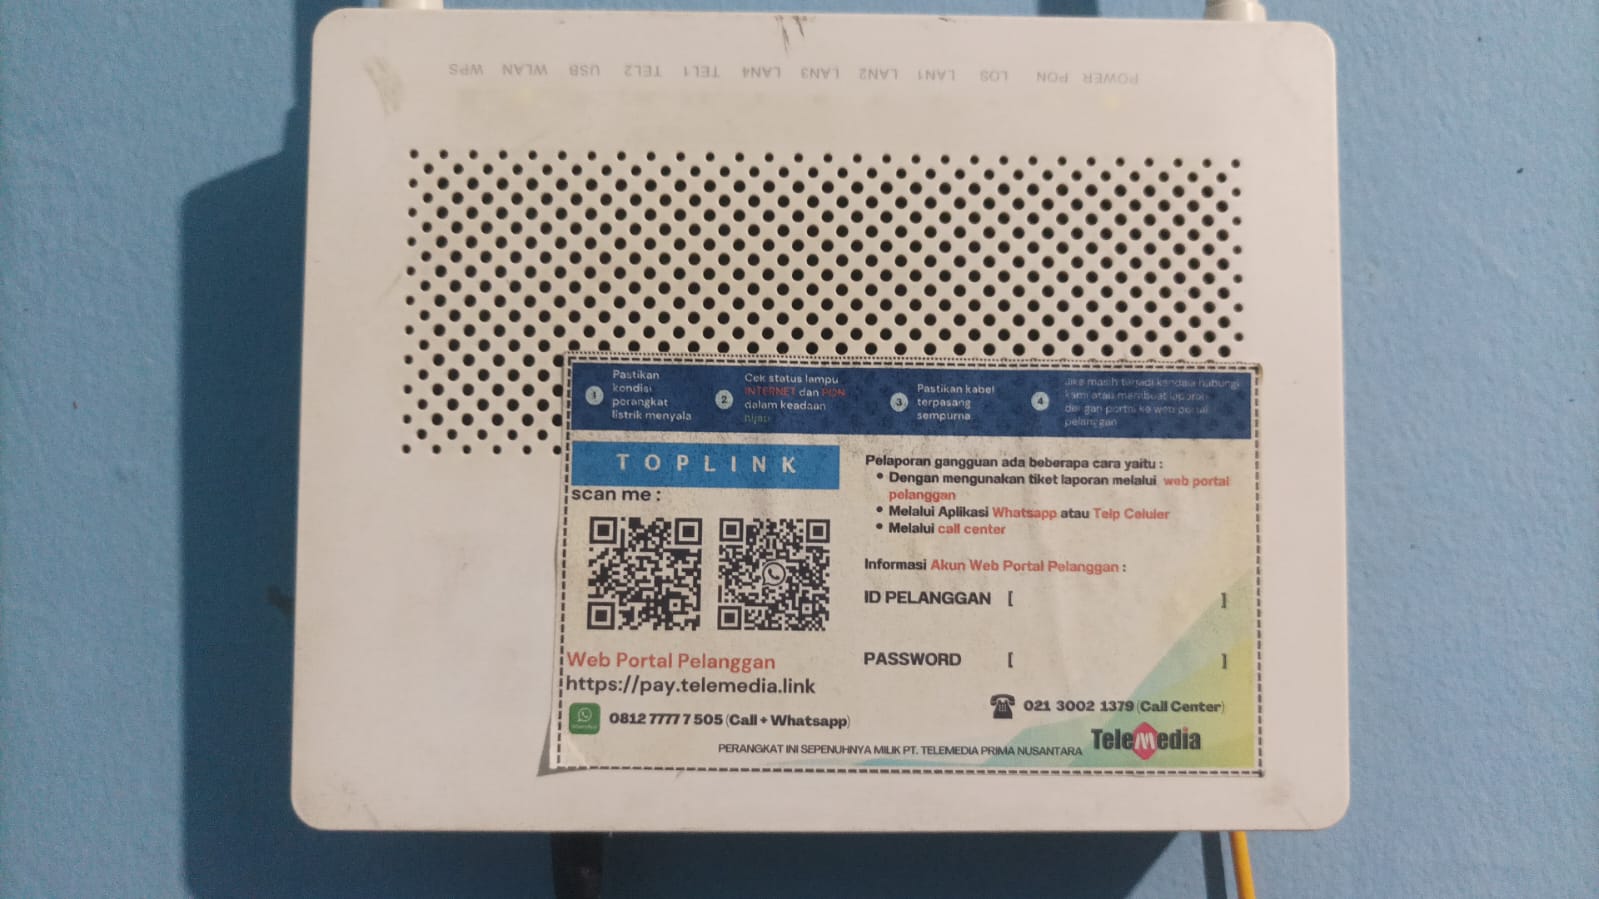 WPS WLAN USB TEL2 TEL1 LAN4 LAN3 LAN2 LAN1 LOS PON POWER
1 Pastikan
kondisi
perangkat
listrik menyala
2 Cek status lampu
INTERNET dan PON
dalam keadaan
hijau
3 Pastikan kabel
terpasang
sempurna
4 Jika masih terjadi kendala hubungi
kami atau membuat laporan
dengan portal ke web portal
pelanggan
TOPLINK
scan me :
Web Portal Pelanggan
https://pay.telemedia.link
WhatsApp
0812 7777 7 505 (Call + Whatsapp)
Pelaporan gangguan ada beberapa cara yaitu :
• Dengan mengunakan tiket laporan melalui web portal
pelanggan
• Melalui Aplikasi Whatsapp atau Telp Celuler
• Melalui call center
Informasi Akun Web Portal Pelanggan :
ID PELANGGAN [ ]
PASSWORD [ ]
021 3002 1379 (Call Center)
TeleMedia
PERANGKAT INI SEPENUHNYA MILIK PT. TELEMEDIA PRIMA NUSANTARA